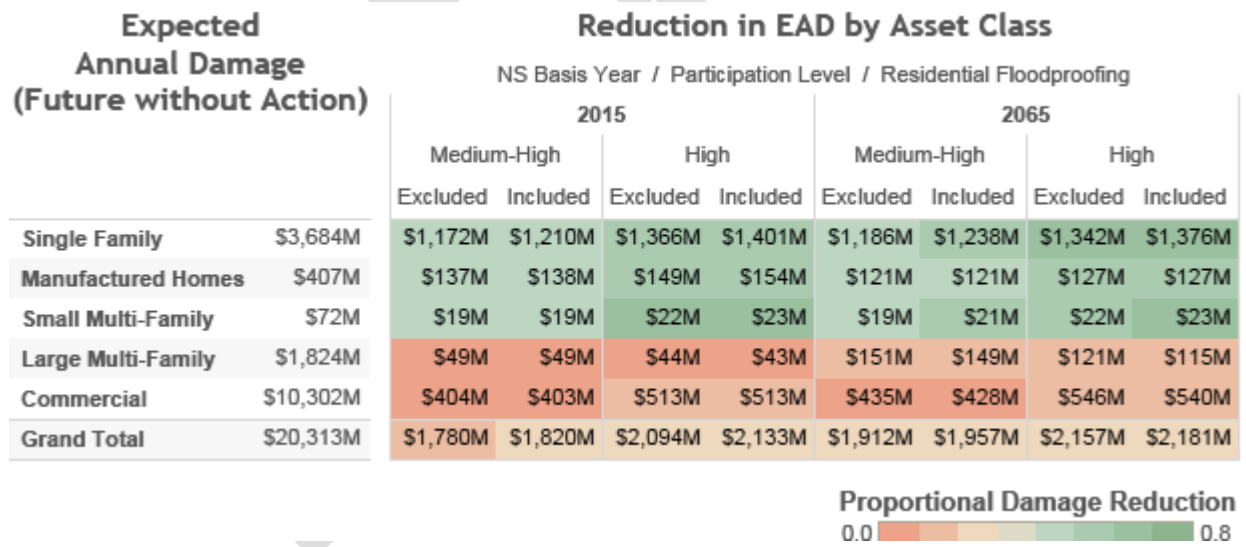 Expected
Annual Damage
(Future without Action)
Reduction in EAD by Asset Class
NS Basis Year / Participation Level / Residential Floodproofing
2015 2065
Medium-High High Medium-High High
Excluded Included Excluded Included Excluded Included Excluded Included
Single Family $3,684M $1,172M $1,210M $1,366M $1,401M $1,186M $1,238M $1,342M $1,376M
Manufactured Homes $407M $137M $138M $149M $154M $121M $121M $127M $127M
Small Multi-Family $72M $19M $19M $22M $23M $19M $21M $22M $23M
Large Multi-Family $1,824M $49M $49M $44M $43M $151M $149M $121M $115M
Commercial $10,302M $404M $403M $513M $513M $435M $428M $546M $540M
Grand Total $20,313M $1,780M $1,820M $2,094M $2,133M $1,912M $1,957M $2,157M $2,181M
Proportional Damage Reduction
0.0 0.8